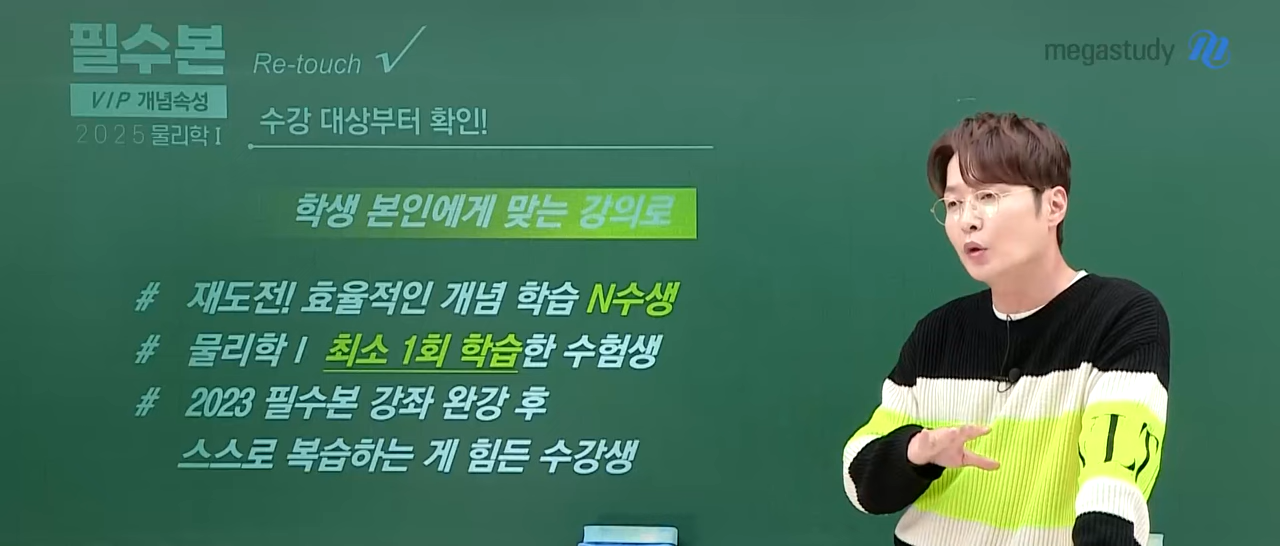 필수본
Re-touch
megastudy
VIP 개념속성
2025 물리학 I
수강 대상부터 확인!
학생 본인에게 맞는 강의로
# 재도전! 효율적인 개념 학습 N수생
# 물리학 I 최소 1회 학습한 수험생
# 2023 필수본 강좌 완강 후
스스로 복습하는 게 힘든 수강생